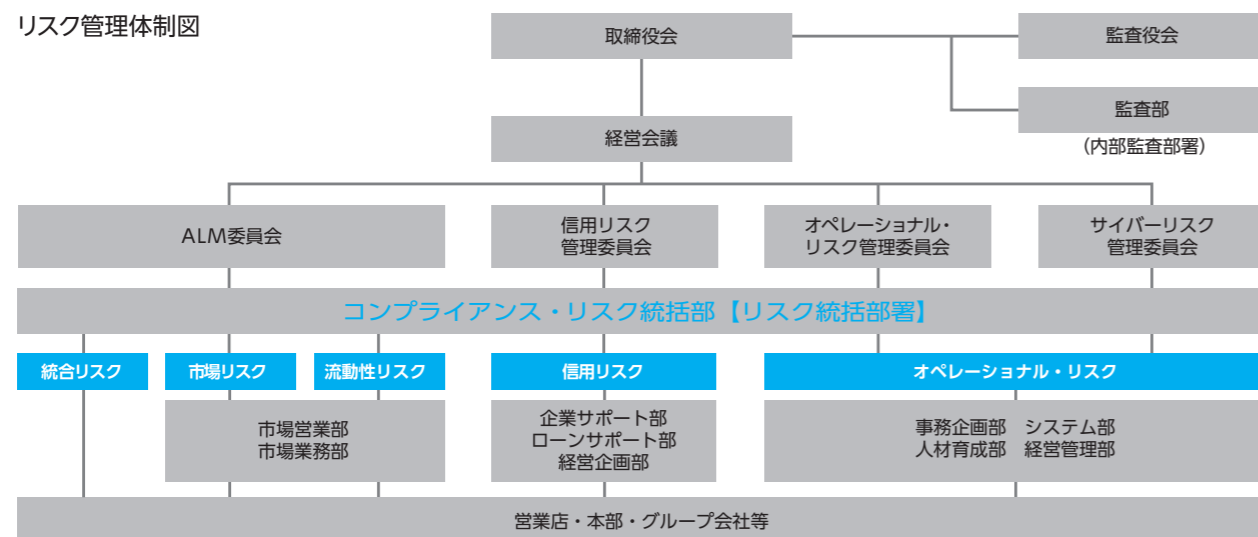 リスク管理体制図
取締役会
監査役会
監査部
（内部監査部署）
経営会議
ALM委員会
信用リスク
管理委員会
オペレーショナル・
リスク管理委員会
サイバーリスク
管理委員会
コンプライアンス・リスク統括部【リスク統括部署】
統合リスク
市場リスク
流動性リスク
信用リスク
オペレーショナル・リスク
市場営業部
市場業務部
企業サポート部
ローンサポート部
経営企画部
事務企画部　システム部
人材育成部　経営管理部
営業店・本部・グループ会社等